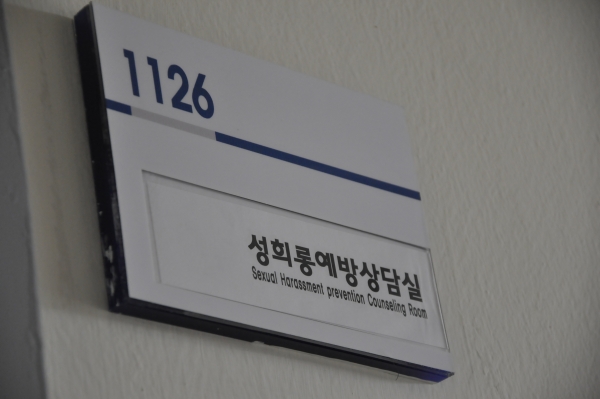 1126
성희롱예방상담실
Sexual Harassment prevention Counseling Room